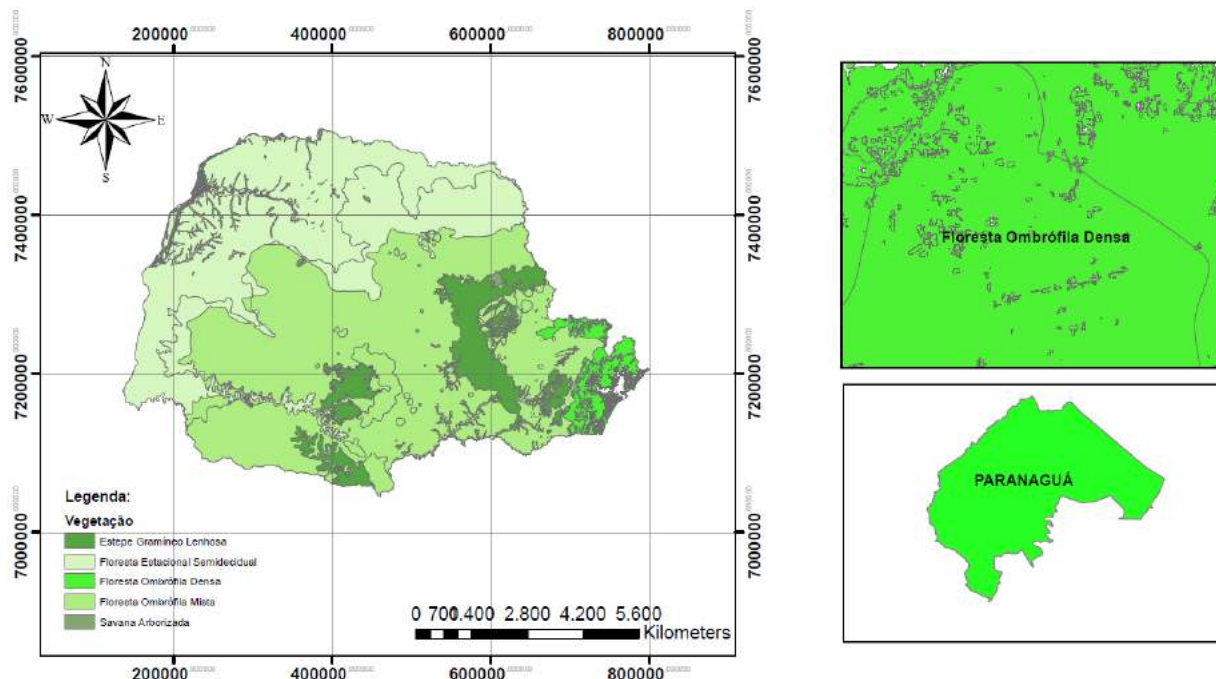 200000 400000 600000 800000
7600000
7400000
7200000
7000000
N
W E
S
Legenda:
Vegetação
Estepe Gramíneo Lenhosa
Floresta Estacional Semidecidual
Floresta Ombrófila Densa
Floresta Ombrófila Mista
Savana Arborizada
0 700 1.400 2.800 4.200 5.600
Kilometers
7600000
7400000
7200000
7000000
200000 400000 600000 800000
Floresta Ombrófila Densa
PARANAGUÁ